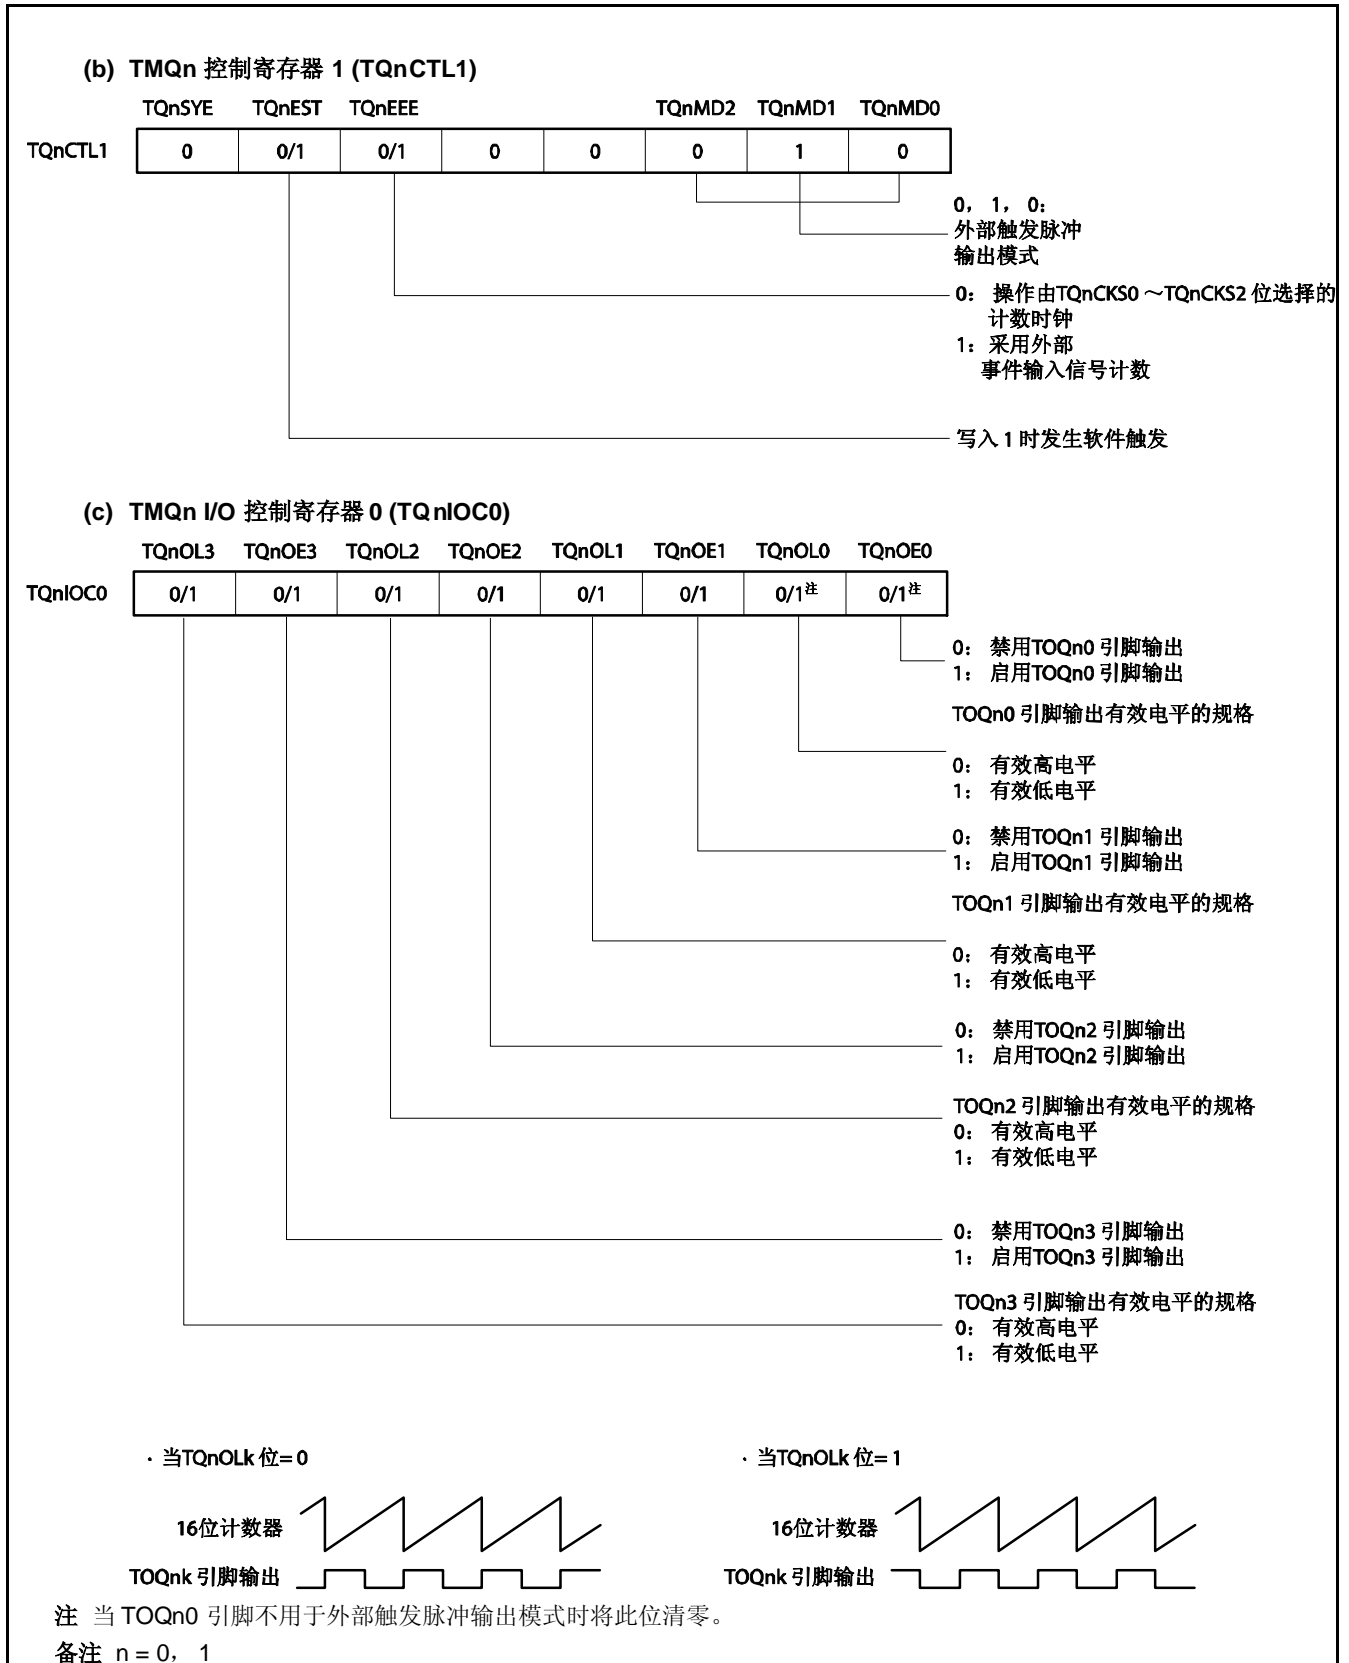 (b) TMQn 控制寄存器 1 (TQnCTL1)
TQnSYE TQnEST TQnEEE TQnMD2 TQnMD1 TQnMD0
TQnCTL1 0 0/1 0/1 0 0 0 1 0
0， 1， 0：
外部触发脉冲
输出模式
0： 操作由TQnCKS0 ～TQnCKS2 位选择的
计数时钟
1：采用外部
事件输入信号计数
写入 1 时发生软件触发
(c) TMQn I/O 控制寄存器 0 (TQnIOC0)
TQnOL3 TQnOE3 TQnOL2 TQnOE2 TQnOL1 TQnOE1 TQnOL0 TQnOE0
TQnIOC0 0/1 0/1 0/1 0/1 0/1 0/1 0/1注 0/1注
0： 禁用TOQn0 引脚输出
1： 启用TOQn0 引脚输出
TOQn0 引脚输出有效电平的规格
0： 有效高电平
1： 有效低电平
0： 禁用TOQn1 引脚输出
1： 启用TOQn1 引脚输出
TOQn1 引脚输出有效电平的规格
0： 有效高电平
1： 有效低电平
0： 禁用TOQn2 引脚输出
1： 启用TOQn2 引脚输出
TOQn2 引脚输出有效电平的规格
0： 有效高电平
1： 有效低电平
0： 禁用TOQn3 引脚输出
1： 启用TOQn3 引脚输出
TOQn3 引脚输出有效电平的规格
0： 有效高电平
1： 有效低电平
· 当TQnOLk 位= 0 · 当TQnOLk 位= 1
16位计数器 16位计数器
TOQnk 引脚输出 TOQnk 引脚输出
注 当 TOQn0 引脚不用于外部触发脉冲输出模式时将此位清零。
备注 n = 0， 1